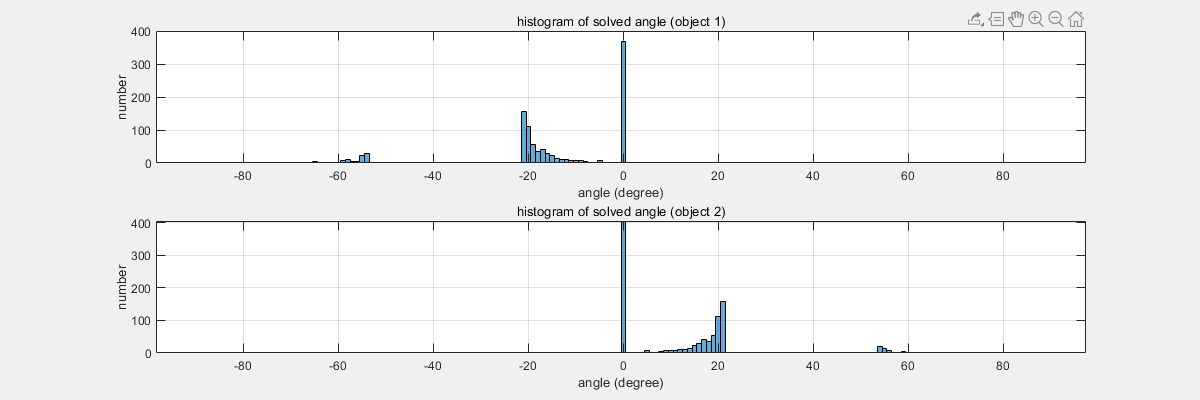 histogram of solved angle (object 1)
400
300
200
100
0
number
-80 -60 -40 -20 0 20 40 60 80
angle (degree)
histogram of solved angle (object 2)
400
300
200
100
0
number
-80 -60 -40 -20 0 20 40 60 80
angle (degree)